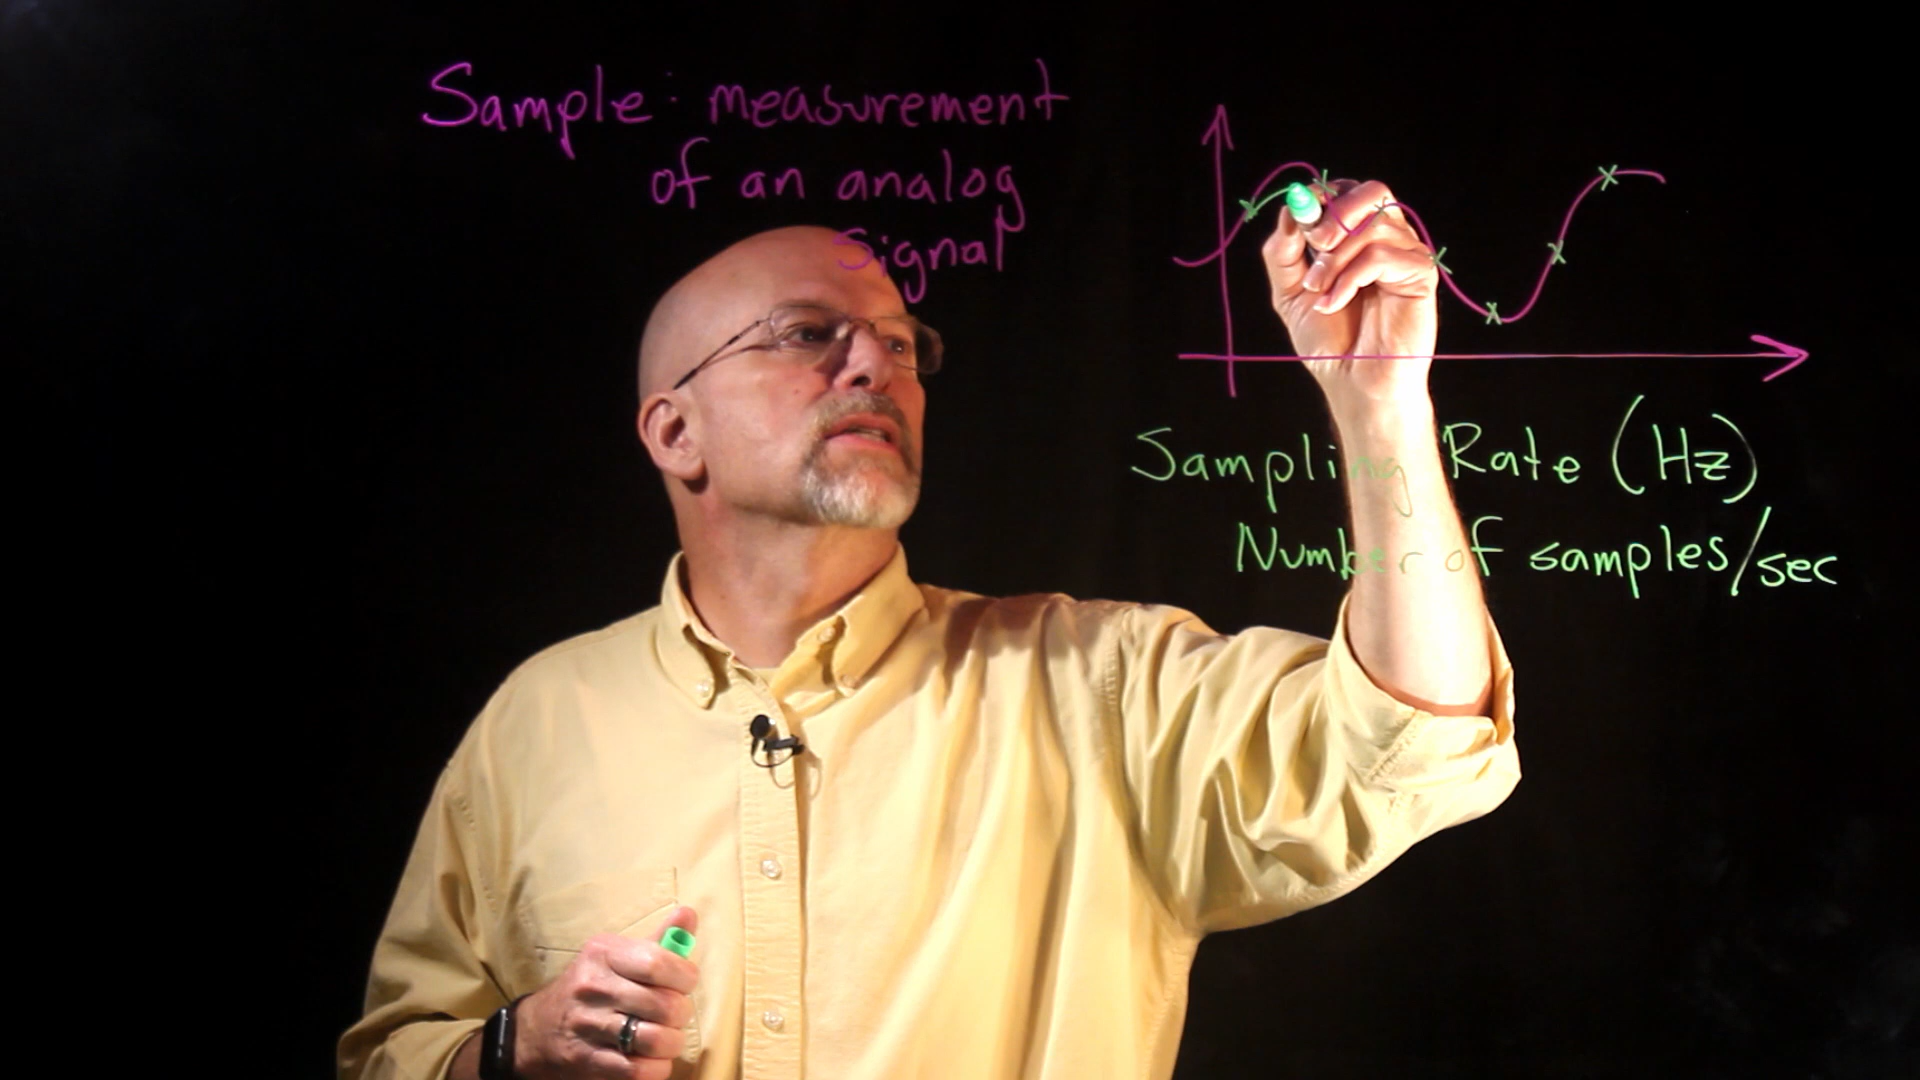 Sample: measurement
of an analog
signal
Sampling Rate (Hz)
Number of samples/sec